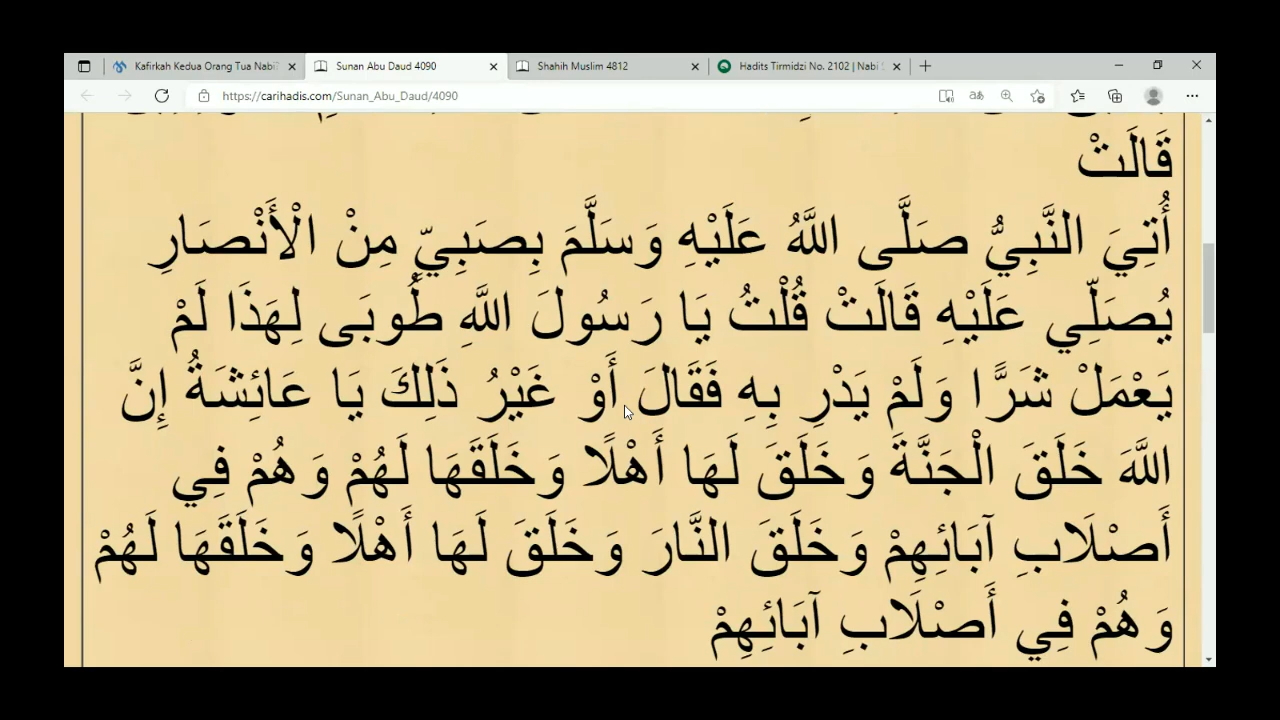 Kafirkah Kedua Orang Tua Nabi?
Sunan Abu Daud 4090
Shahih Muslim 4812
Hadits Tirmidzi No. 2102 | Nabi
https://carihadis.com/Sunan_Abu_Daud/4090
قَالَتْ
أُتِيَ النَّبِيُّ صَلَّى اللَّهُ عَلَيْهِ وَسَلَّمَ بِصَبِيٍّ مِنْ الْأَنْصَارِ
يُصَلِّي عَلَيْهِ قَالَتْ قُلْتُ يَا رَسُولَ اللَّهِ طُوبَى لِهَذَا لَمْ
يَعْمَلْ شَرًّا وَلَمْ يَدْرِ بِهِ فَقَالَ أَوْ غَيْرُ ذَلِكَ يَا عَائِشَةُ إِنَّ
اللَّهَ خَلَقَ الْجَنَّةَ وَخَلَقَ لَهَا أَهْلًا وَخَلَقَهَا لَهُمْ وَهُمْ فِي
أَصْلَابِ آبَائِهِمْ وَخَلَقَ النَّارَ وَخَلَقَ لَهَا أَهْلًا وَخَلَقَهَا لَهُمْ
وَهُمْ فِي أَصْلَابِ آبَائِهِمْ